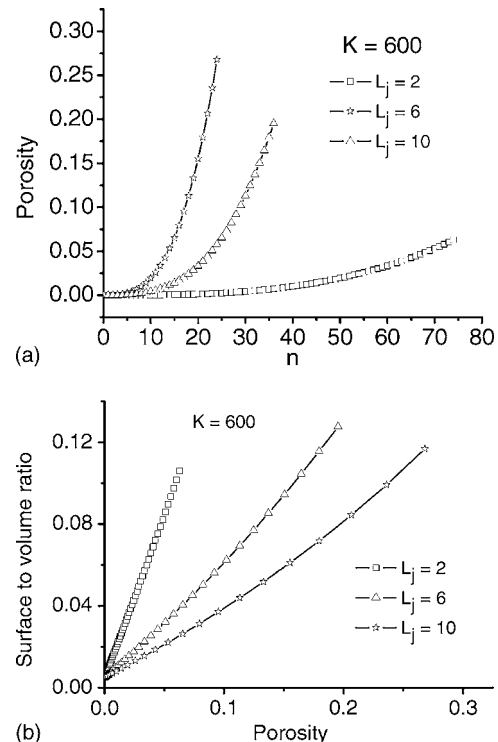 K = 600
L_j = 2
L_j = 6
L_j = 10
Porosity
0.30
0.25
0.20
0.15
0.10
0.05
0.00
0 10 20 30 40 50 60 70 80
n
(a)
K = 600
Surface to volume ratio
0.12
0.08
0.04
0.00
L_j = 2
L_j = 6
L_j = 10
0.0 0.1 0.2 0.3
Porosity
(b)